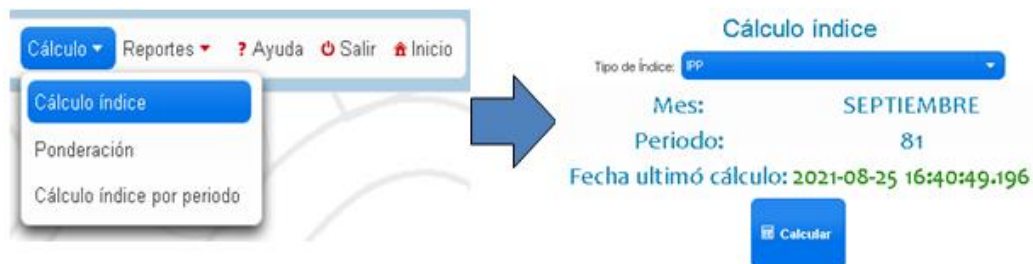 Cálculo Reportes ? Ayuda Salir Inicio
Cálculo índice
Ponderación
Cálculo índice por periodo
Cálculo índice
Tipo de Índice: IPP
Mes: SEPTIEMBRE
Periodo: 81
Fecha ultimó cálculo: 2021-08-25 16:40:49.196
Calcular